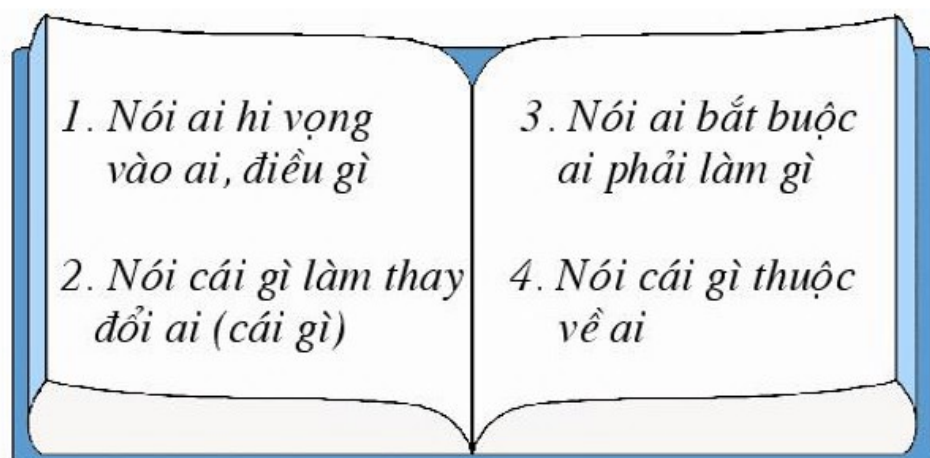 1. Nói ai hi vọng
vào ai, điều gì
2. Nói cái gì làm thay
đổi ai (cái gì)
3. Nói ai bắt buộc
ai phải làm gì
4. Nói cái gì thuộc
về ai